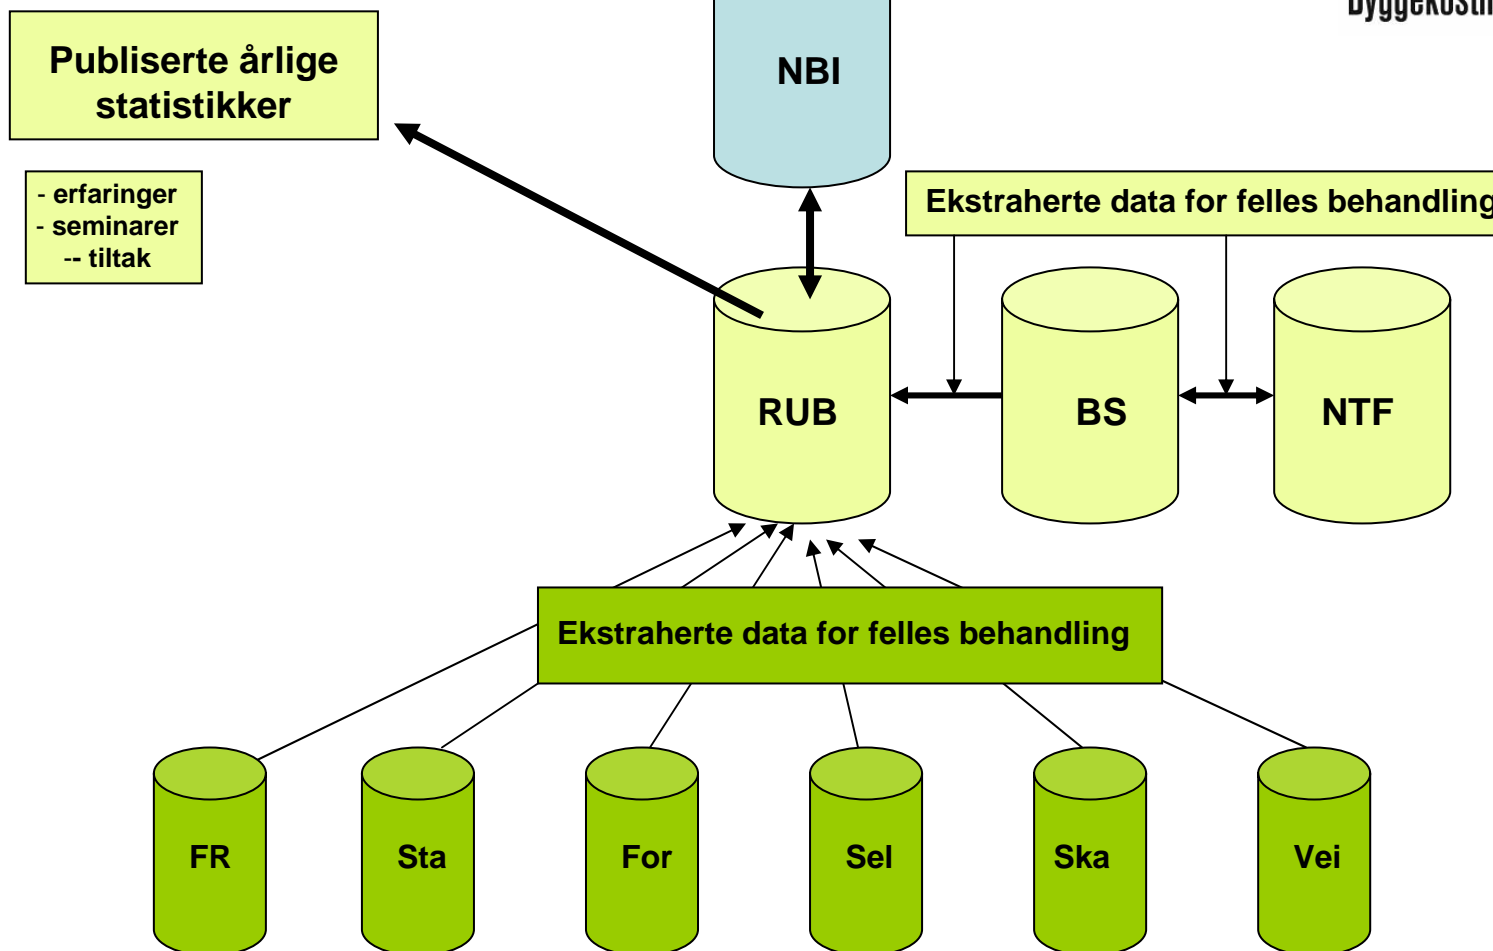 Publiserte årlige
statistikker
NBI
- erfaringer
- seminarer
-- tiltak
Ekstraherte data for felles behandling
RUB
BS
NTF
Ekstraherte data for felles behandling
FR
Sta
For
Sel
Ska
Vei